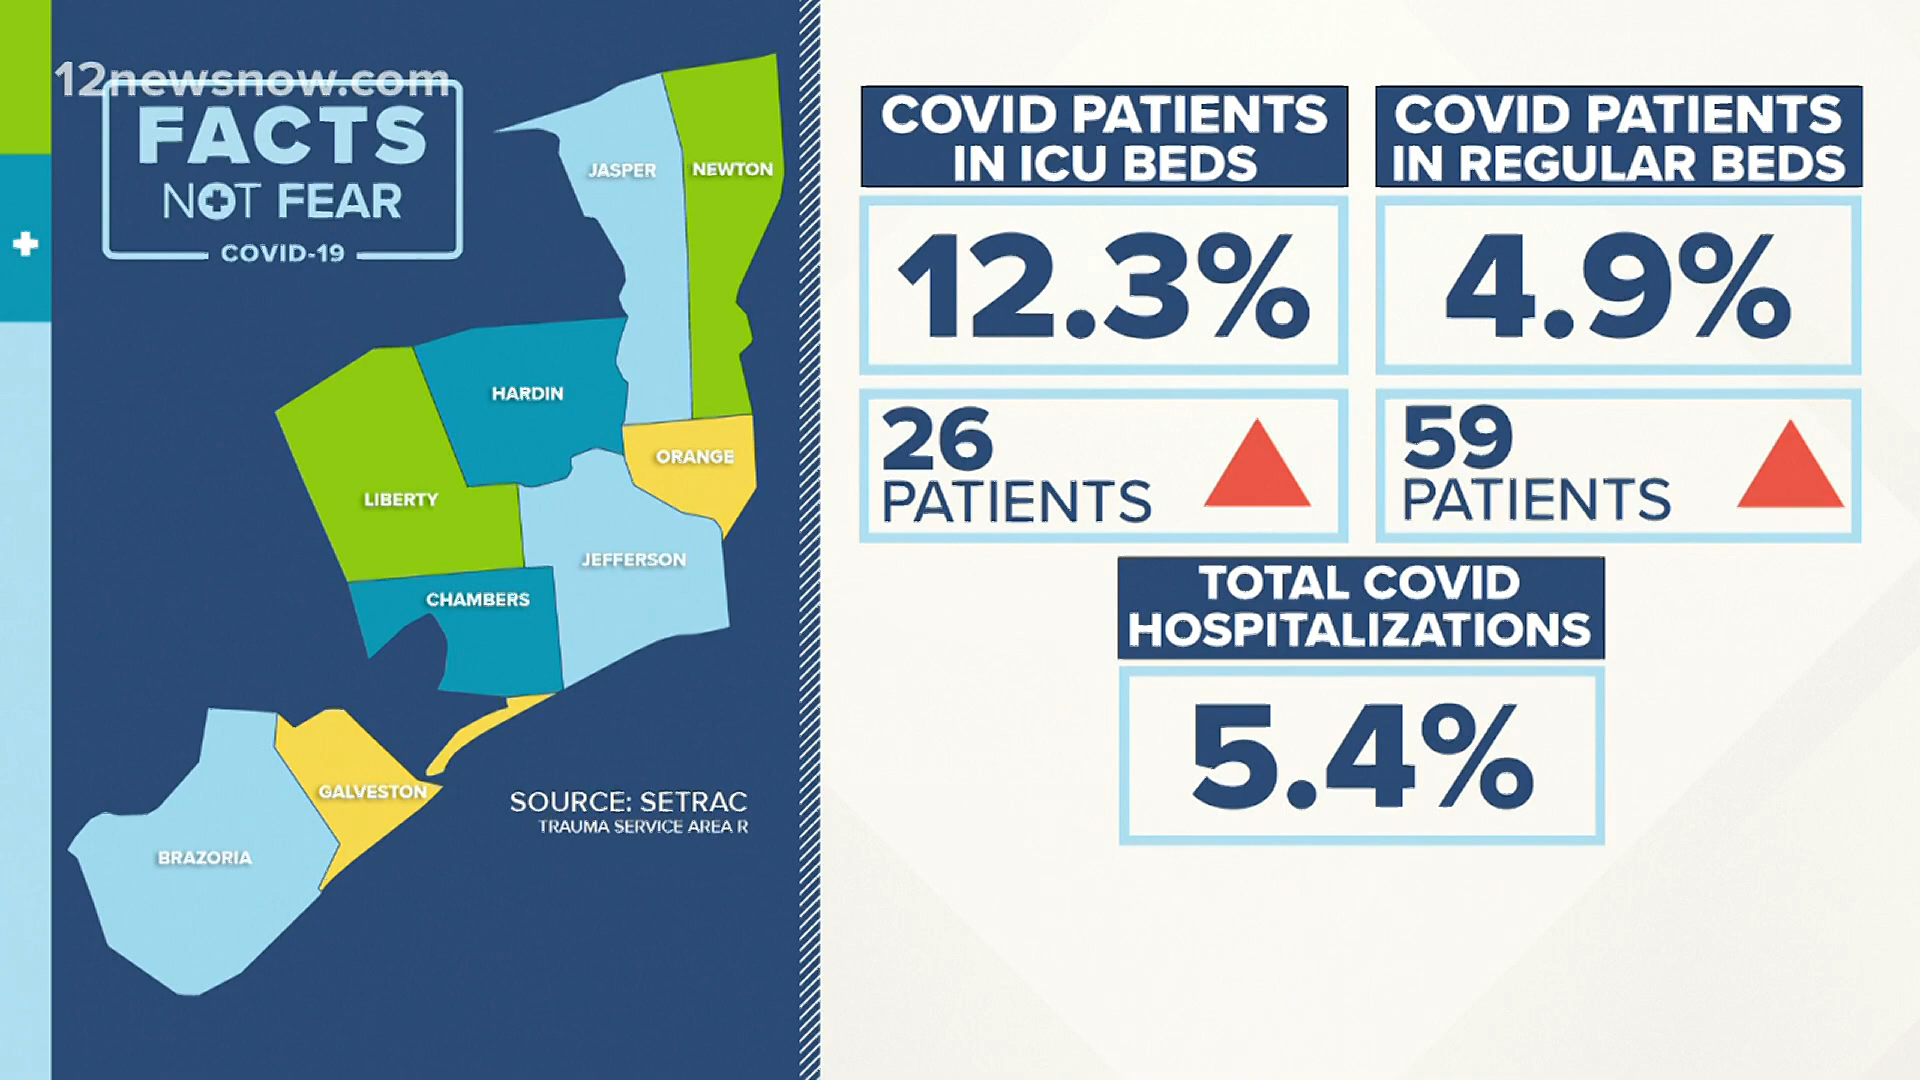 12newsnow.com
FACTS
NOT FEAR
COVID-19
JASPER
NEWTON
HARDIN
ORANGE
LIBERTY
JEFFERSON
CHAMBERS
GALVESTON
BRAZORIA
SOURCE: SETRAC
TRAUMA SERVICE AREA R
COVID PATIENTS
IN ICU BEDS
12.3%
26
PATIENTS
COVID PATIENTS
IN REGULAR BEDS
4.9%
59
PATIENTS
TOTAL COVID
HOSPITALIZATIONS
5.4%